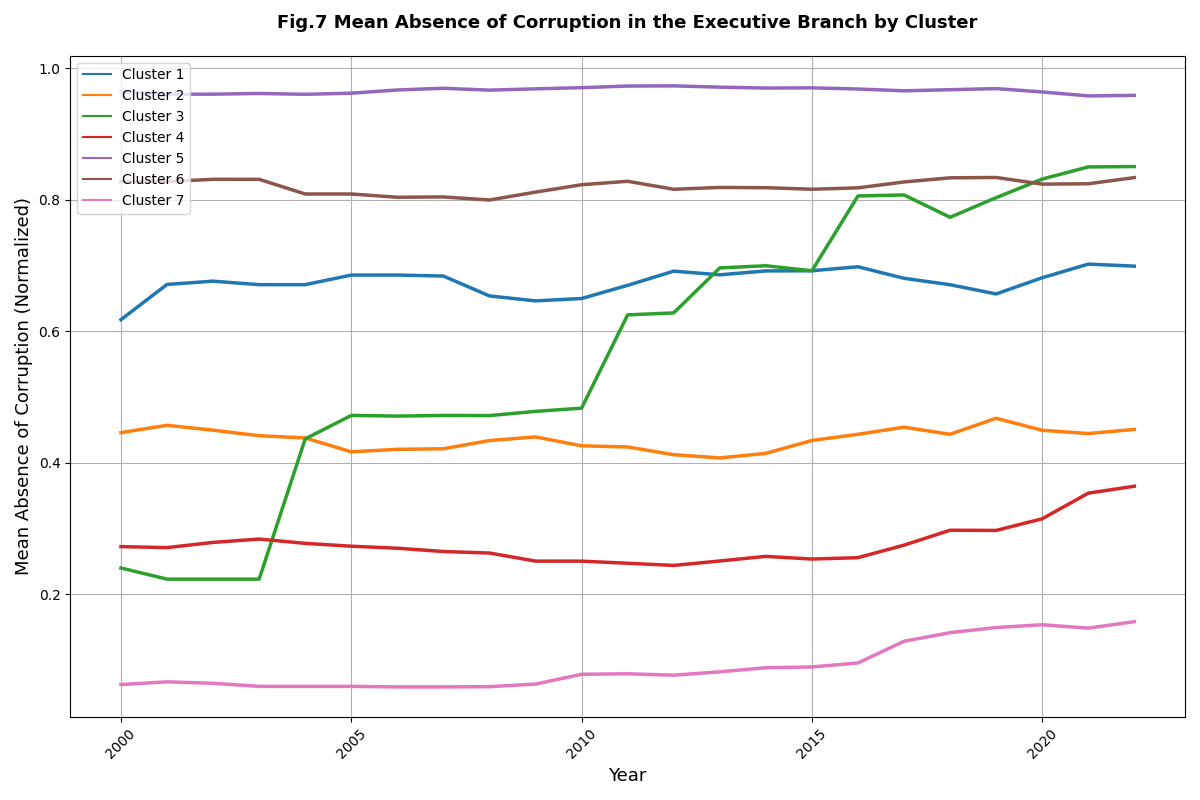 Fig.7 Mean Absence of Corruption in the Executive Branch by Cluster
Mean Absence of Corruption (Normalized)
1.0
0.8
0.6
0.4
0.2
Cluster 1
Cluster 2
Cluster 3
Cluster 4
Cluster 5
Cluster 6
Cluster 7
2000
2005
2010
2015
2020
Year